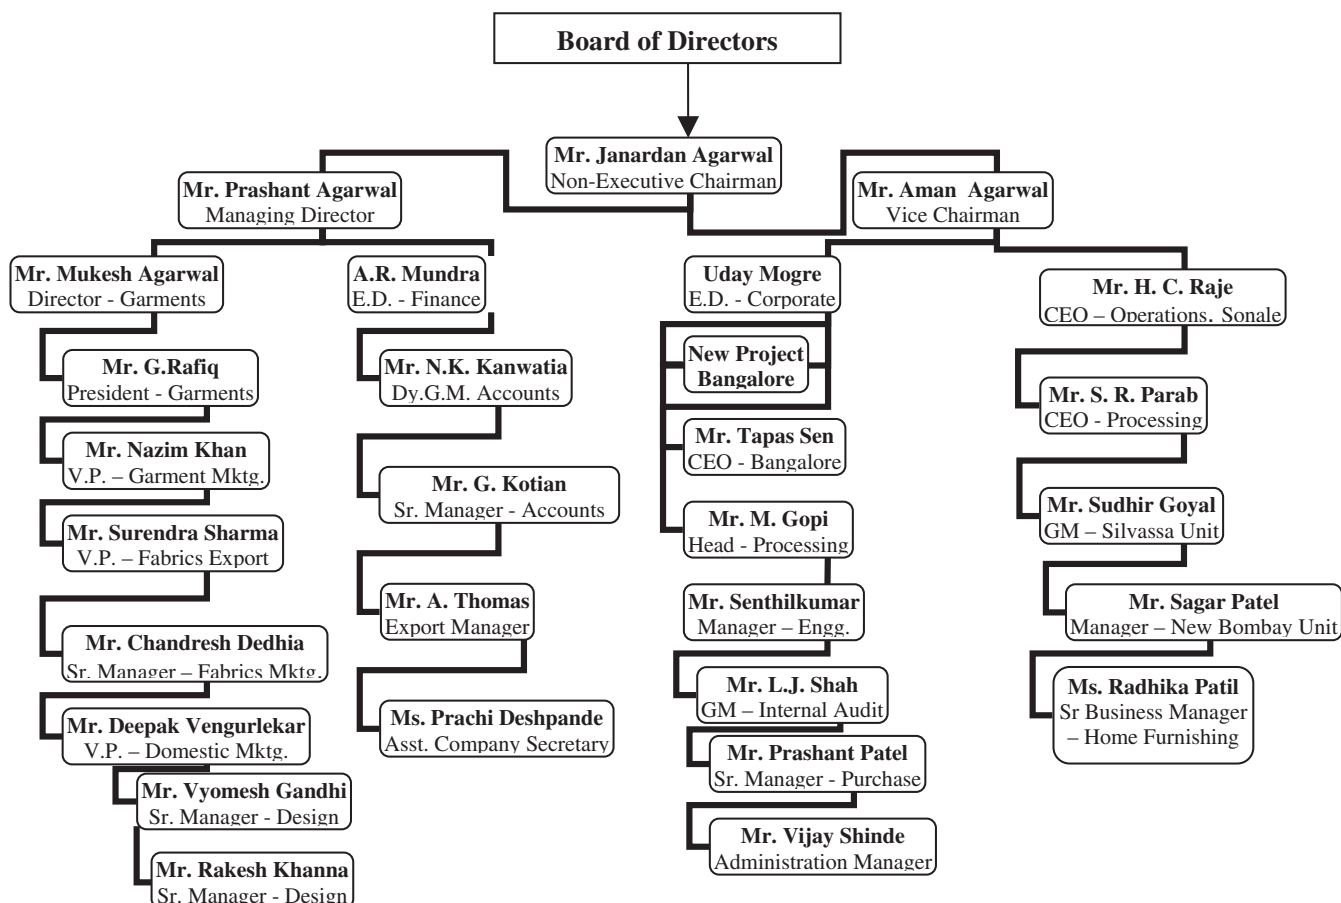 Board of Directors
Mr. Janardan Agarwal
Non-Executive Chairman
Mr. Prashant Agarwal
Managing Director
Mr. Aman Agarwal
Vice Chairman
Mr. Mukesh Agarwal
Director - Garments
A.R. Mundra
E.D. - Finance
Uday Mogre
E.D. - Corporate
Mr. H. C. Raje
CEO – Operations, Sonale
Mr. G.Rafiq
President - Garments
Mr. Nazim Khan
V.P. – Garment Mktg.
Mr. Surendra Sharma
V.P. – Fabrics Export
Mr. Chandresh Dedhia
Sr. Manager – Fabrics Mktg.
Mr. Deepak Vengurlekar
V.P. – Domestic Mktg.
Mr. Vyomesh Gandhi
Sr. Manager - Design
Mr. Rakesh Khanna
Sr. Manager - Design
Mr. N.K. Kanwatia
Dy.G.M. Accounts
Mr. G. Kotian
Sr. Manager - Accounts
Mr. A. Thomas
Export Manager
Ms. Prachi Deshpande
Asst. Company Secretary
New Project
Bangalore
Mr. Tapas Sen
CEO - Bangalore
Mr. M. Gopi
Head - Processing
Mr. Senthilkumar
Manager – Engg.
Mr. L.J. Shah
GM – Internal Audit
Mr. Prashant Patel
Sr. Manager - Purchase
Mr. Vijay Shinde
Administration Manager
Mr. S. R. Parab
CEO - Processing
Mr. Sudhir Goyal
GM – Silvassa Unit
Mr. Sagar Patel
Manager – New Bombay Unit
Ms. Radhika Patil
Sr Business Manager
– Home Furnishing